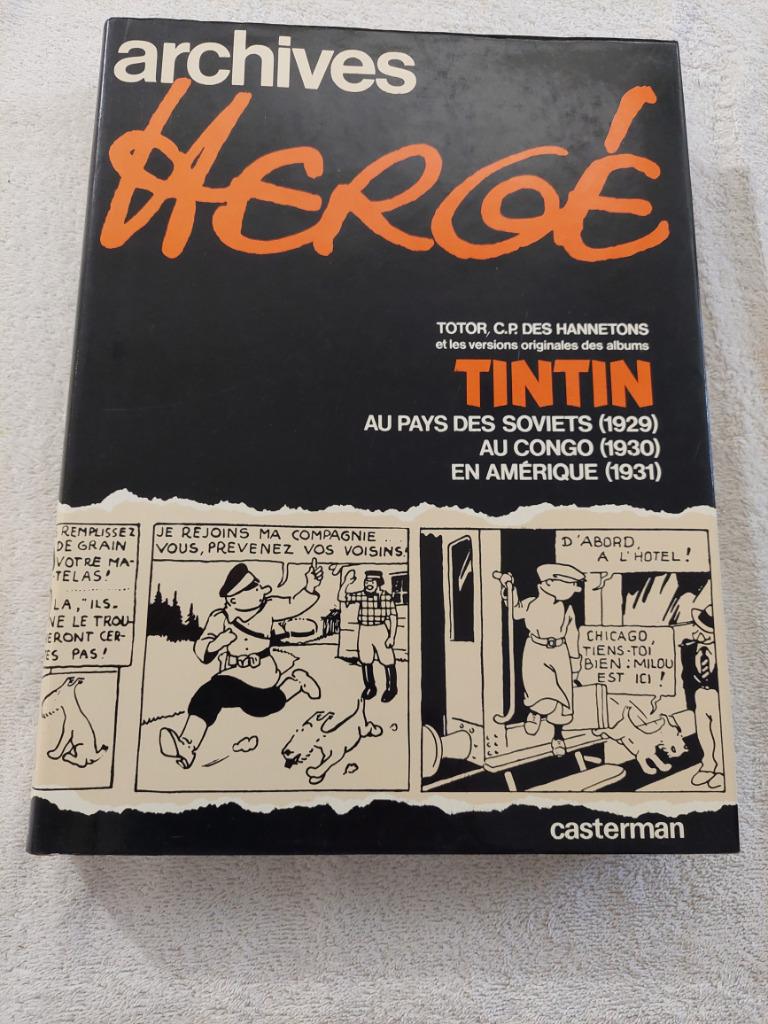 archives
HERGÉ
TOTOR, C.P. DES HANNETONS
et les versions originales des albums
TINTIN
AU PAYS DES SOVIETS (1929)
AU CONGO (1930)
EN AMÉRIQUE (1931)
REMPLISSEZ
DE GRAIN
VOTRE MA-
TELAS!
LA, "ILS-
NE LE TROU-
ERONT CER-
ES PAS!
JE REJOINS MA COMPAGNIE...
VOUS, PREVENEZ VOS VOISINS!
D'ABORD,
A L'HOTEL!
CHICAGO,
TIENS-TOI
BIEN: MILOU
EST ICI!
casterman